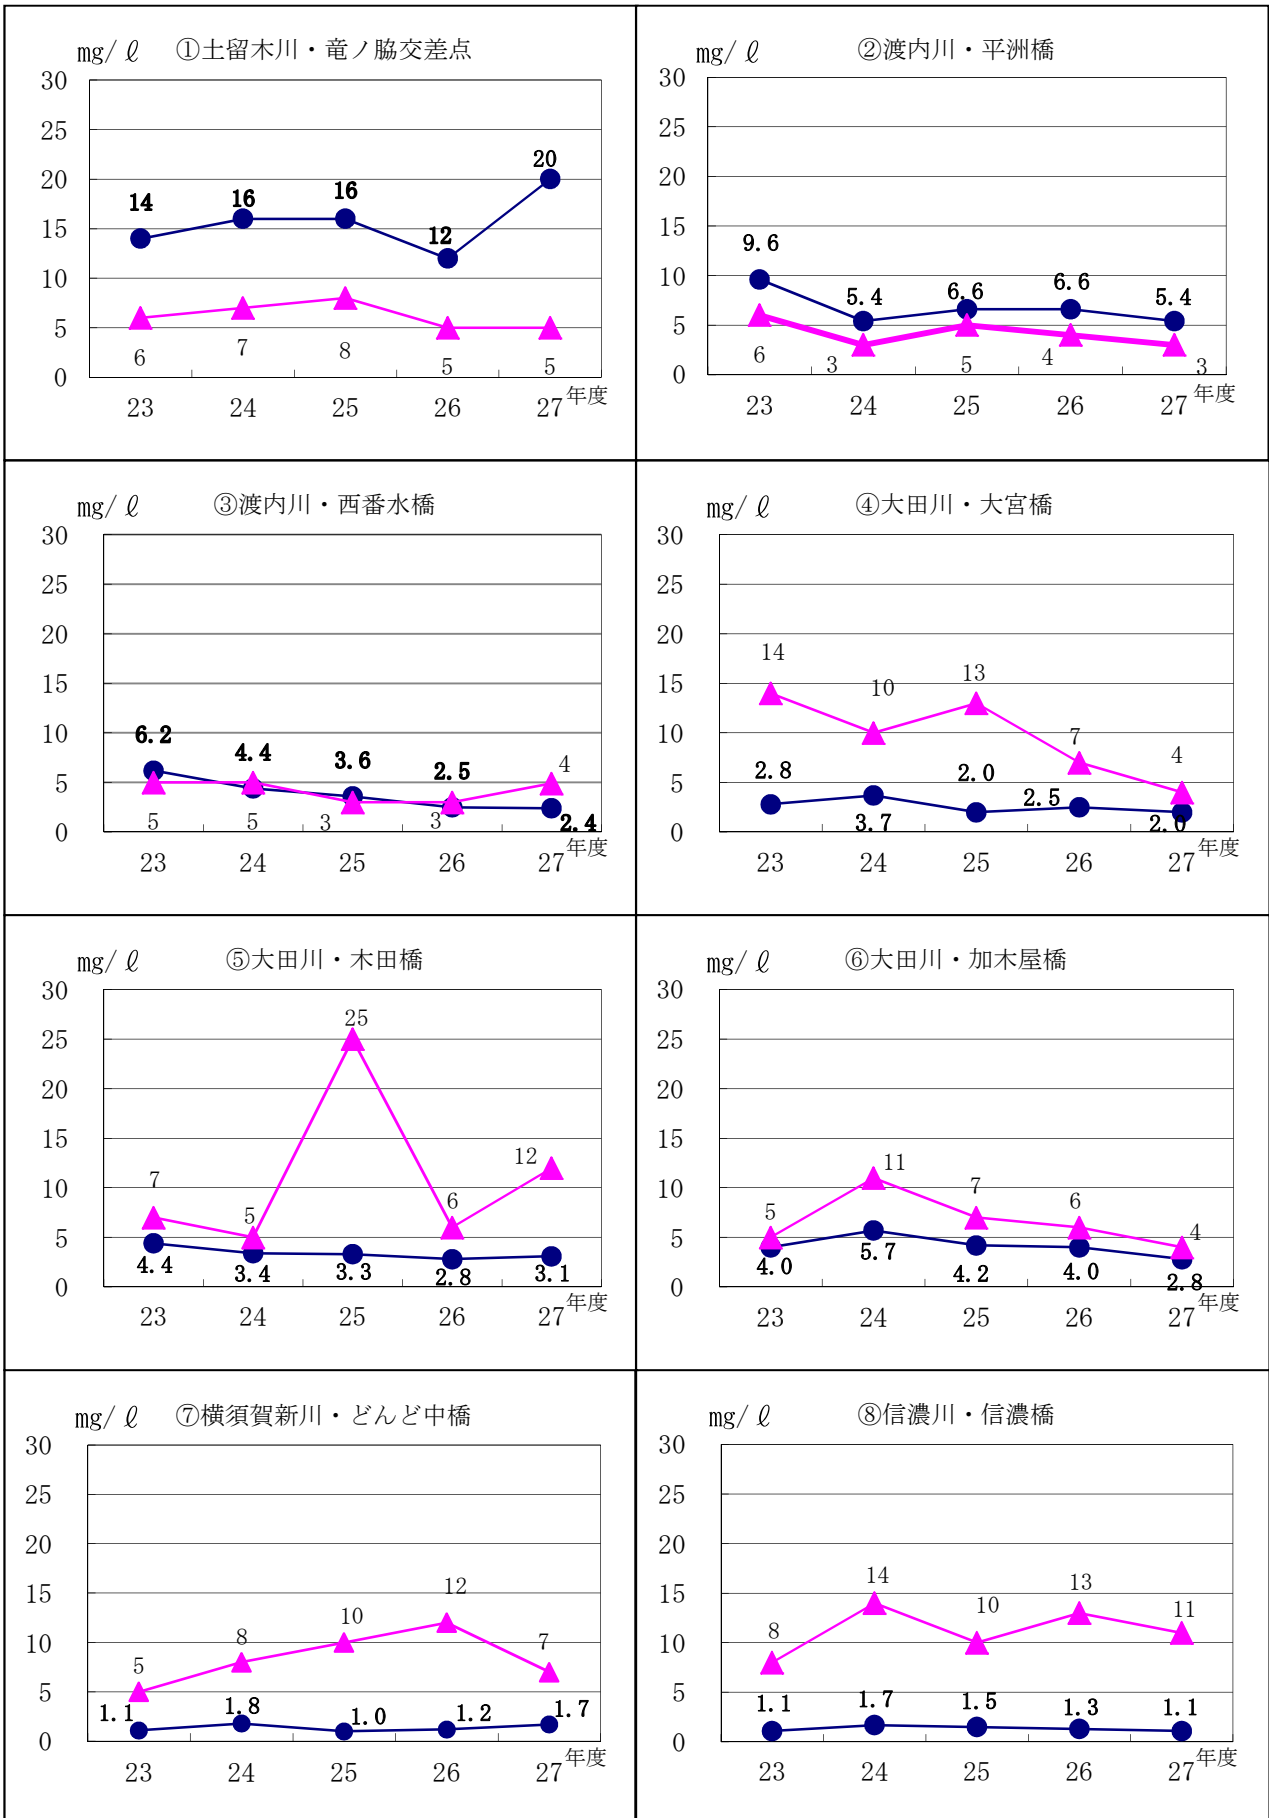 mg/ℓ ①土留木川・竜ノ脇交差点
30
25
20
15
10
5
0
14 16 16 12 20
6 7 8 5 5
23 24 25 26 27 年度
mg/ℓ ②渡内川・平洲橋
30
25
20
15
10
5
0
9.6 5.4 6.6 6.6 5.4
6 3 5 4 3
23 24 25 26 27 年度
mg/ℓ ③渡内川・西番水橋
30
25
20
15
10
5
0
6.2 4.4 3.6 2.5 2.4
5 5 3 3 4
23 24 25 26 27 年度
mg/ℓ ④大田川・大宮橋
30
25
20
15
10
5
0
14 10 13 7 4
2.8 3.7 2.0 2.5 2.0
23 24 25 26 27 年度
mg/ℓ ⑤大田川・木田橋
30
25
20
15
10
5
0
7 5 25 6 12
4.4 3.4 3.3 2.8 3.1
23 24 25 26 27 年度
mg/ℓ ⑥大田川・加木屋橋
30
25
20
15
10
5
0
5 11 7 6 4
4.0 5.7 4.2 4.0 2.8
23 24 25 26 27 年度
mg/ℓ ⑦横須賀新川・どんど中橋
30
25
20
15
10
5
0
5 8 10 12 7
1.1 1.8 1.0 1.2 1.7
23 24 25 26 27 年度
mg/ℓ ⑧信濃川・信濃橋
30
25
20
15
10
5
0
8 14 10 13 11
1.1 1.7 1.5 1.3 1.1
23 24 25 26 27 年度